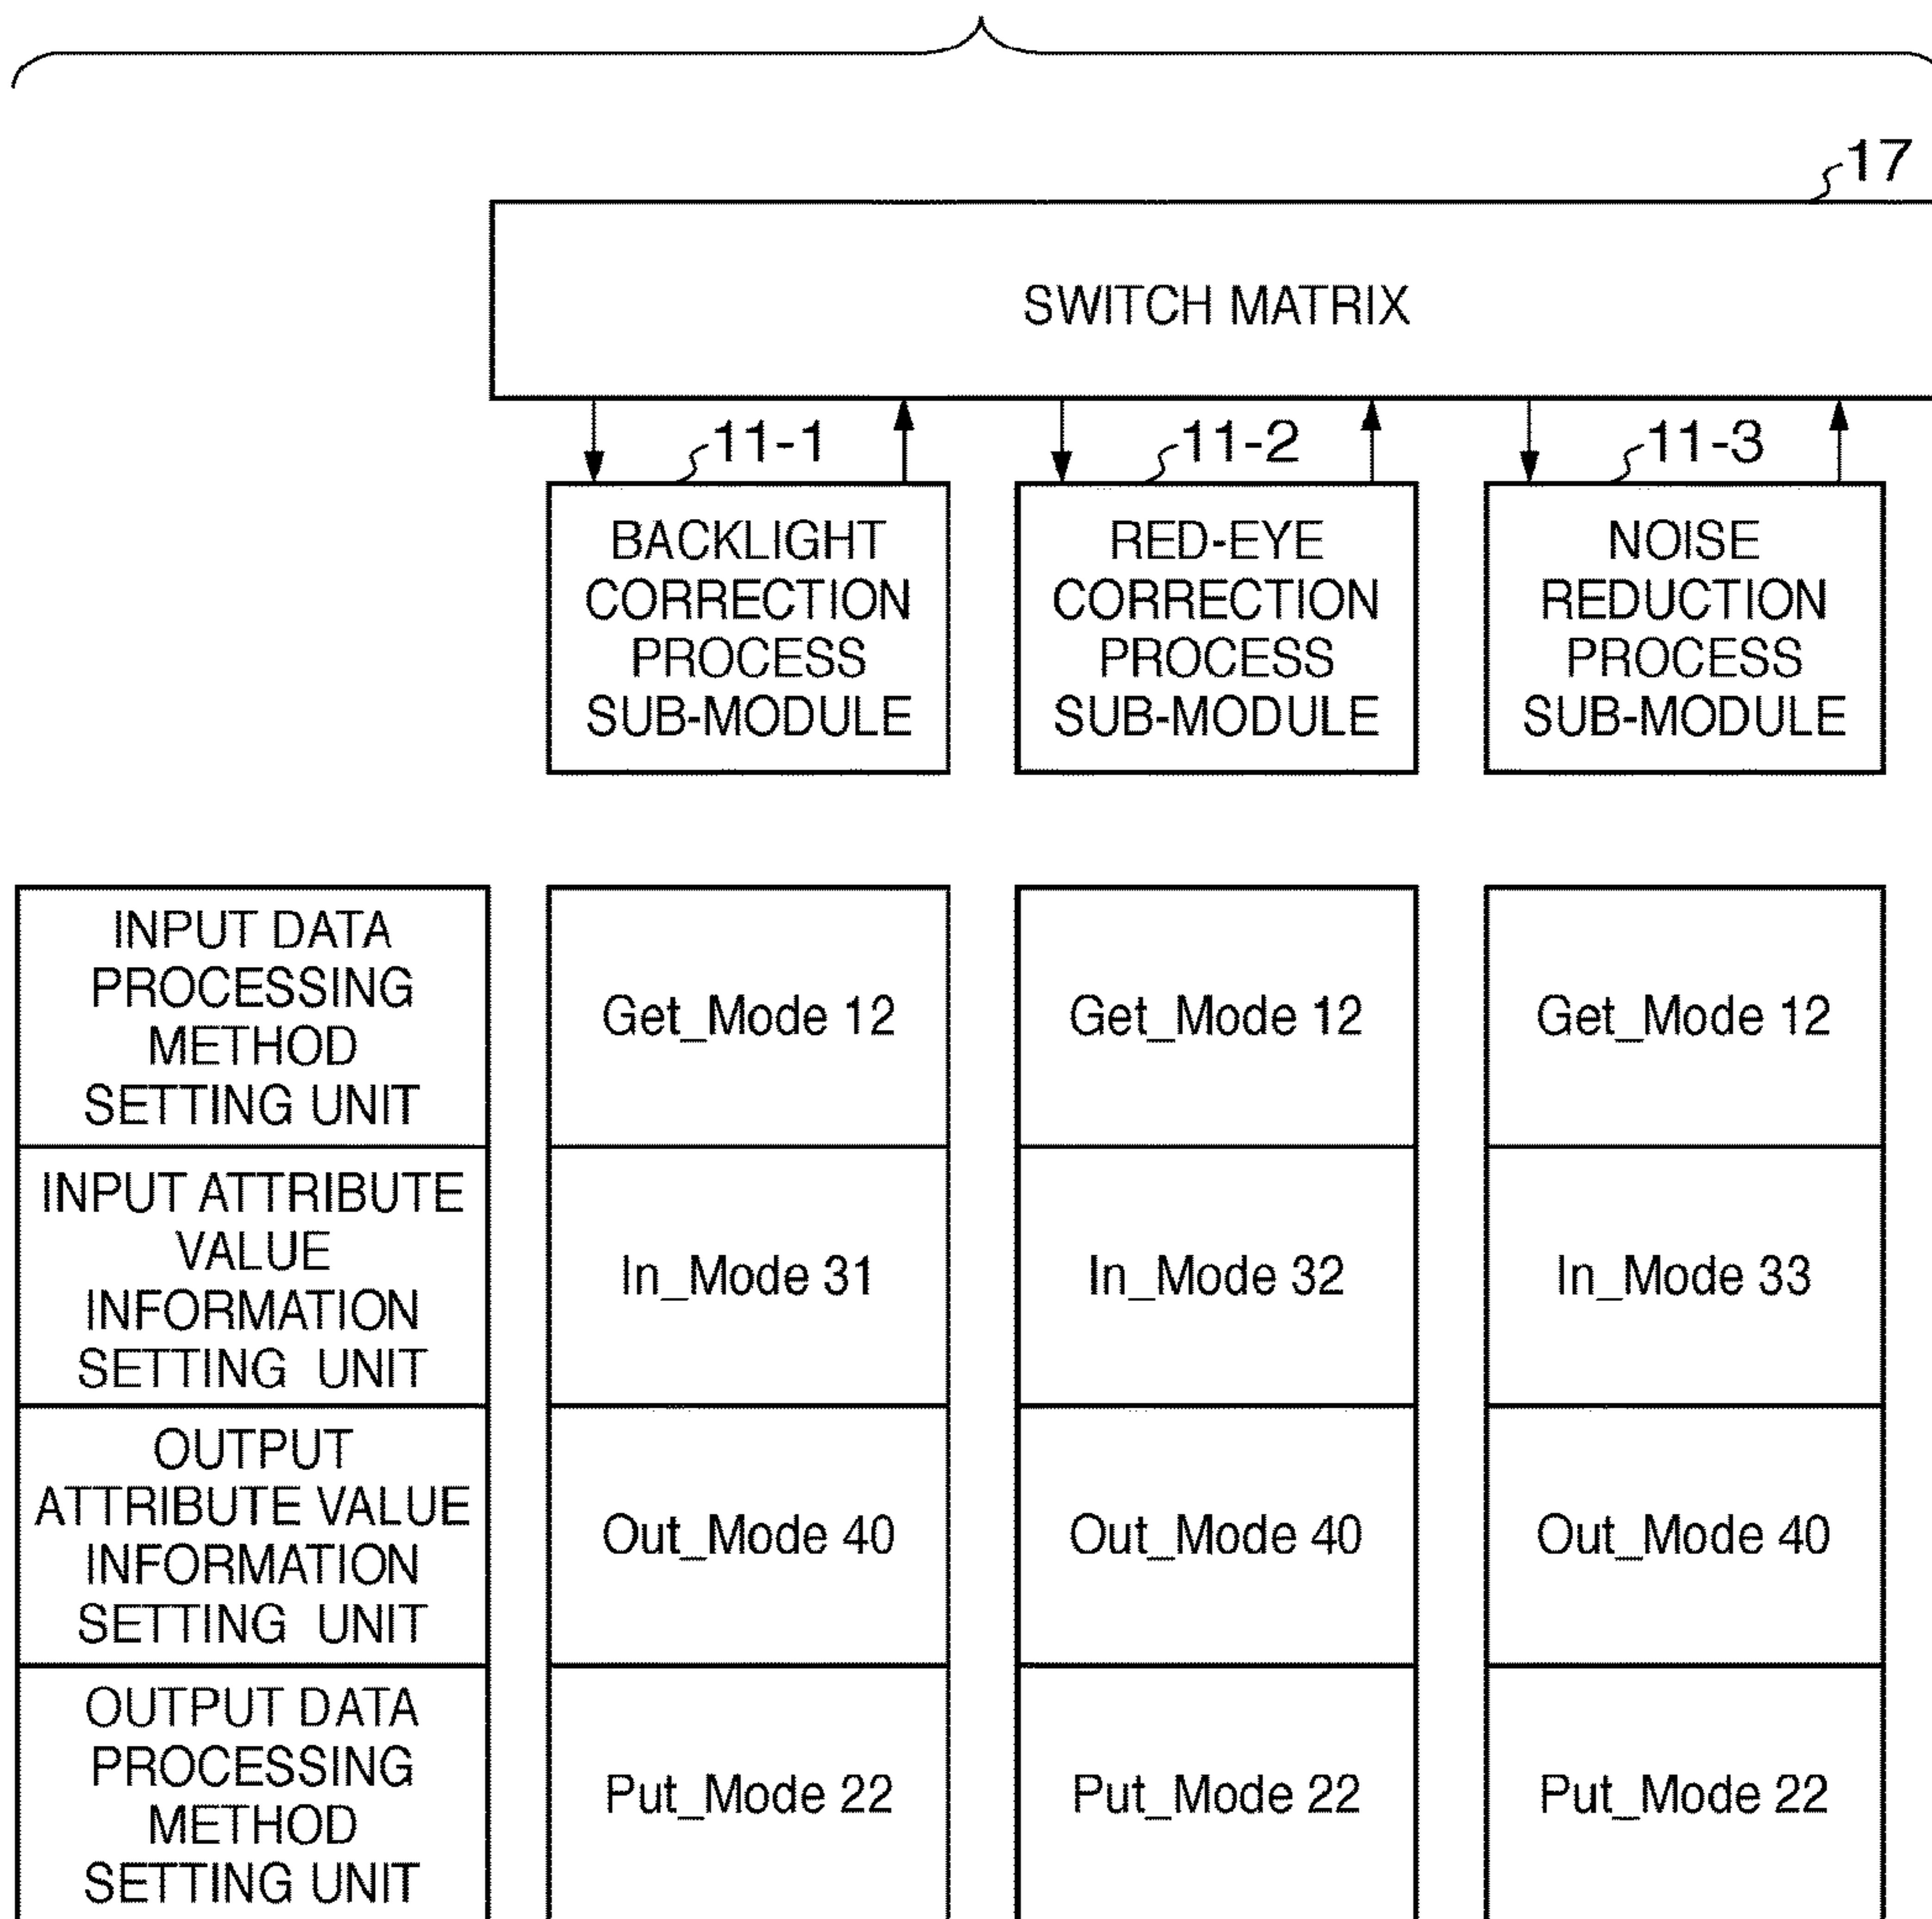 17
SWITCH MATRIX
11-1
11-2
11-3
BACKLIGHT
CORRECTION
PROCESS
SUB-MODULE
RED-EYE
CORRECTION
PROCESS
SUB-MODULE
NOISE
REDUCTION
PROCESS
SUB-MODULE
INPUT DATA
PROCESSING
METHOD
SETTING UNIT
Get_Mode 12
Get_Mode 12
Get_Mode 12
INPUT ATTRIBUTE
VALUE
INFORMATION
SETTING UNIT
In_Mode 31
In_Mode 32
In_Mode 33
OUTPUT
ATTRIBUTE VALUE
INFORMATION
SETTING UNIT
Out_Mode 40
Out_Mode 40
Out_Mode 40
OUTPUT DATA
PROCESSING
METHOD
SETTING UNIT
Put_Mode 22
Put_Mode 22
Put_Mode 22